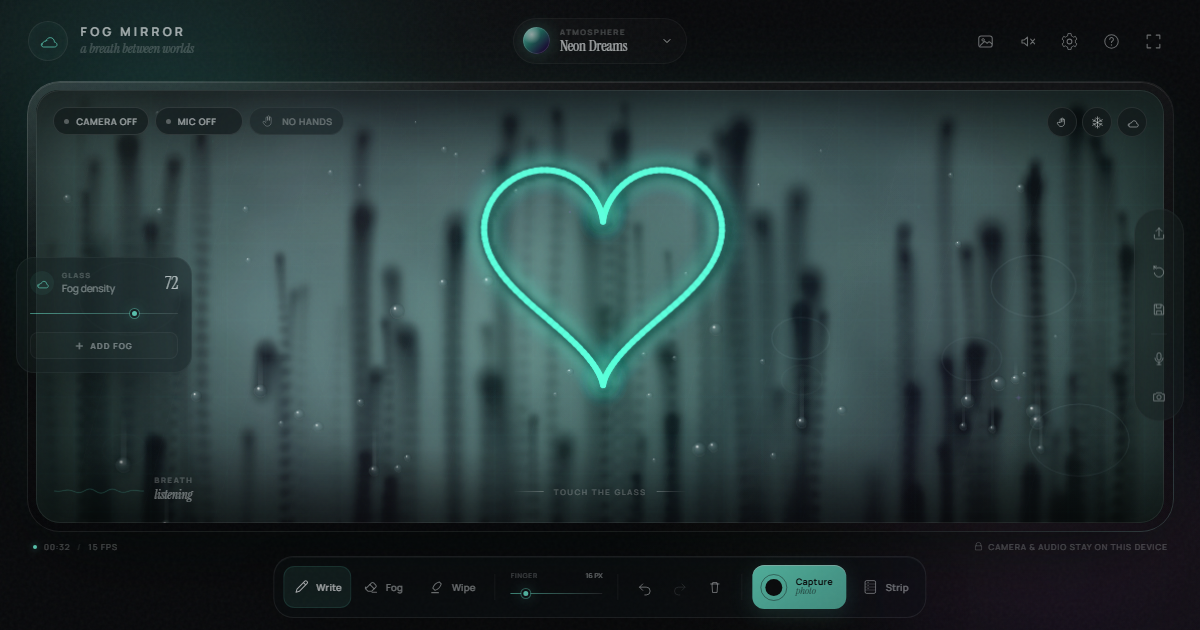 FOG MIRROR
a breath between worlds
ATMOSPHERE
Neon Dreams
CAMERA OFF
MIC OFF
NO HANDS
GLASS
Fog density
72
+ ADD FOG
BREATH
listening
TOUCH THE GLASS
00:32 / 15 FPS
CAMERA & AUDIO STAY ON THIS DEVICE
Write
Fog
Wipe
FINGER
16 PX
Capture
photo
Strip